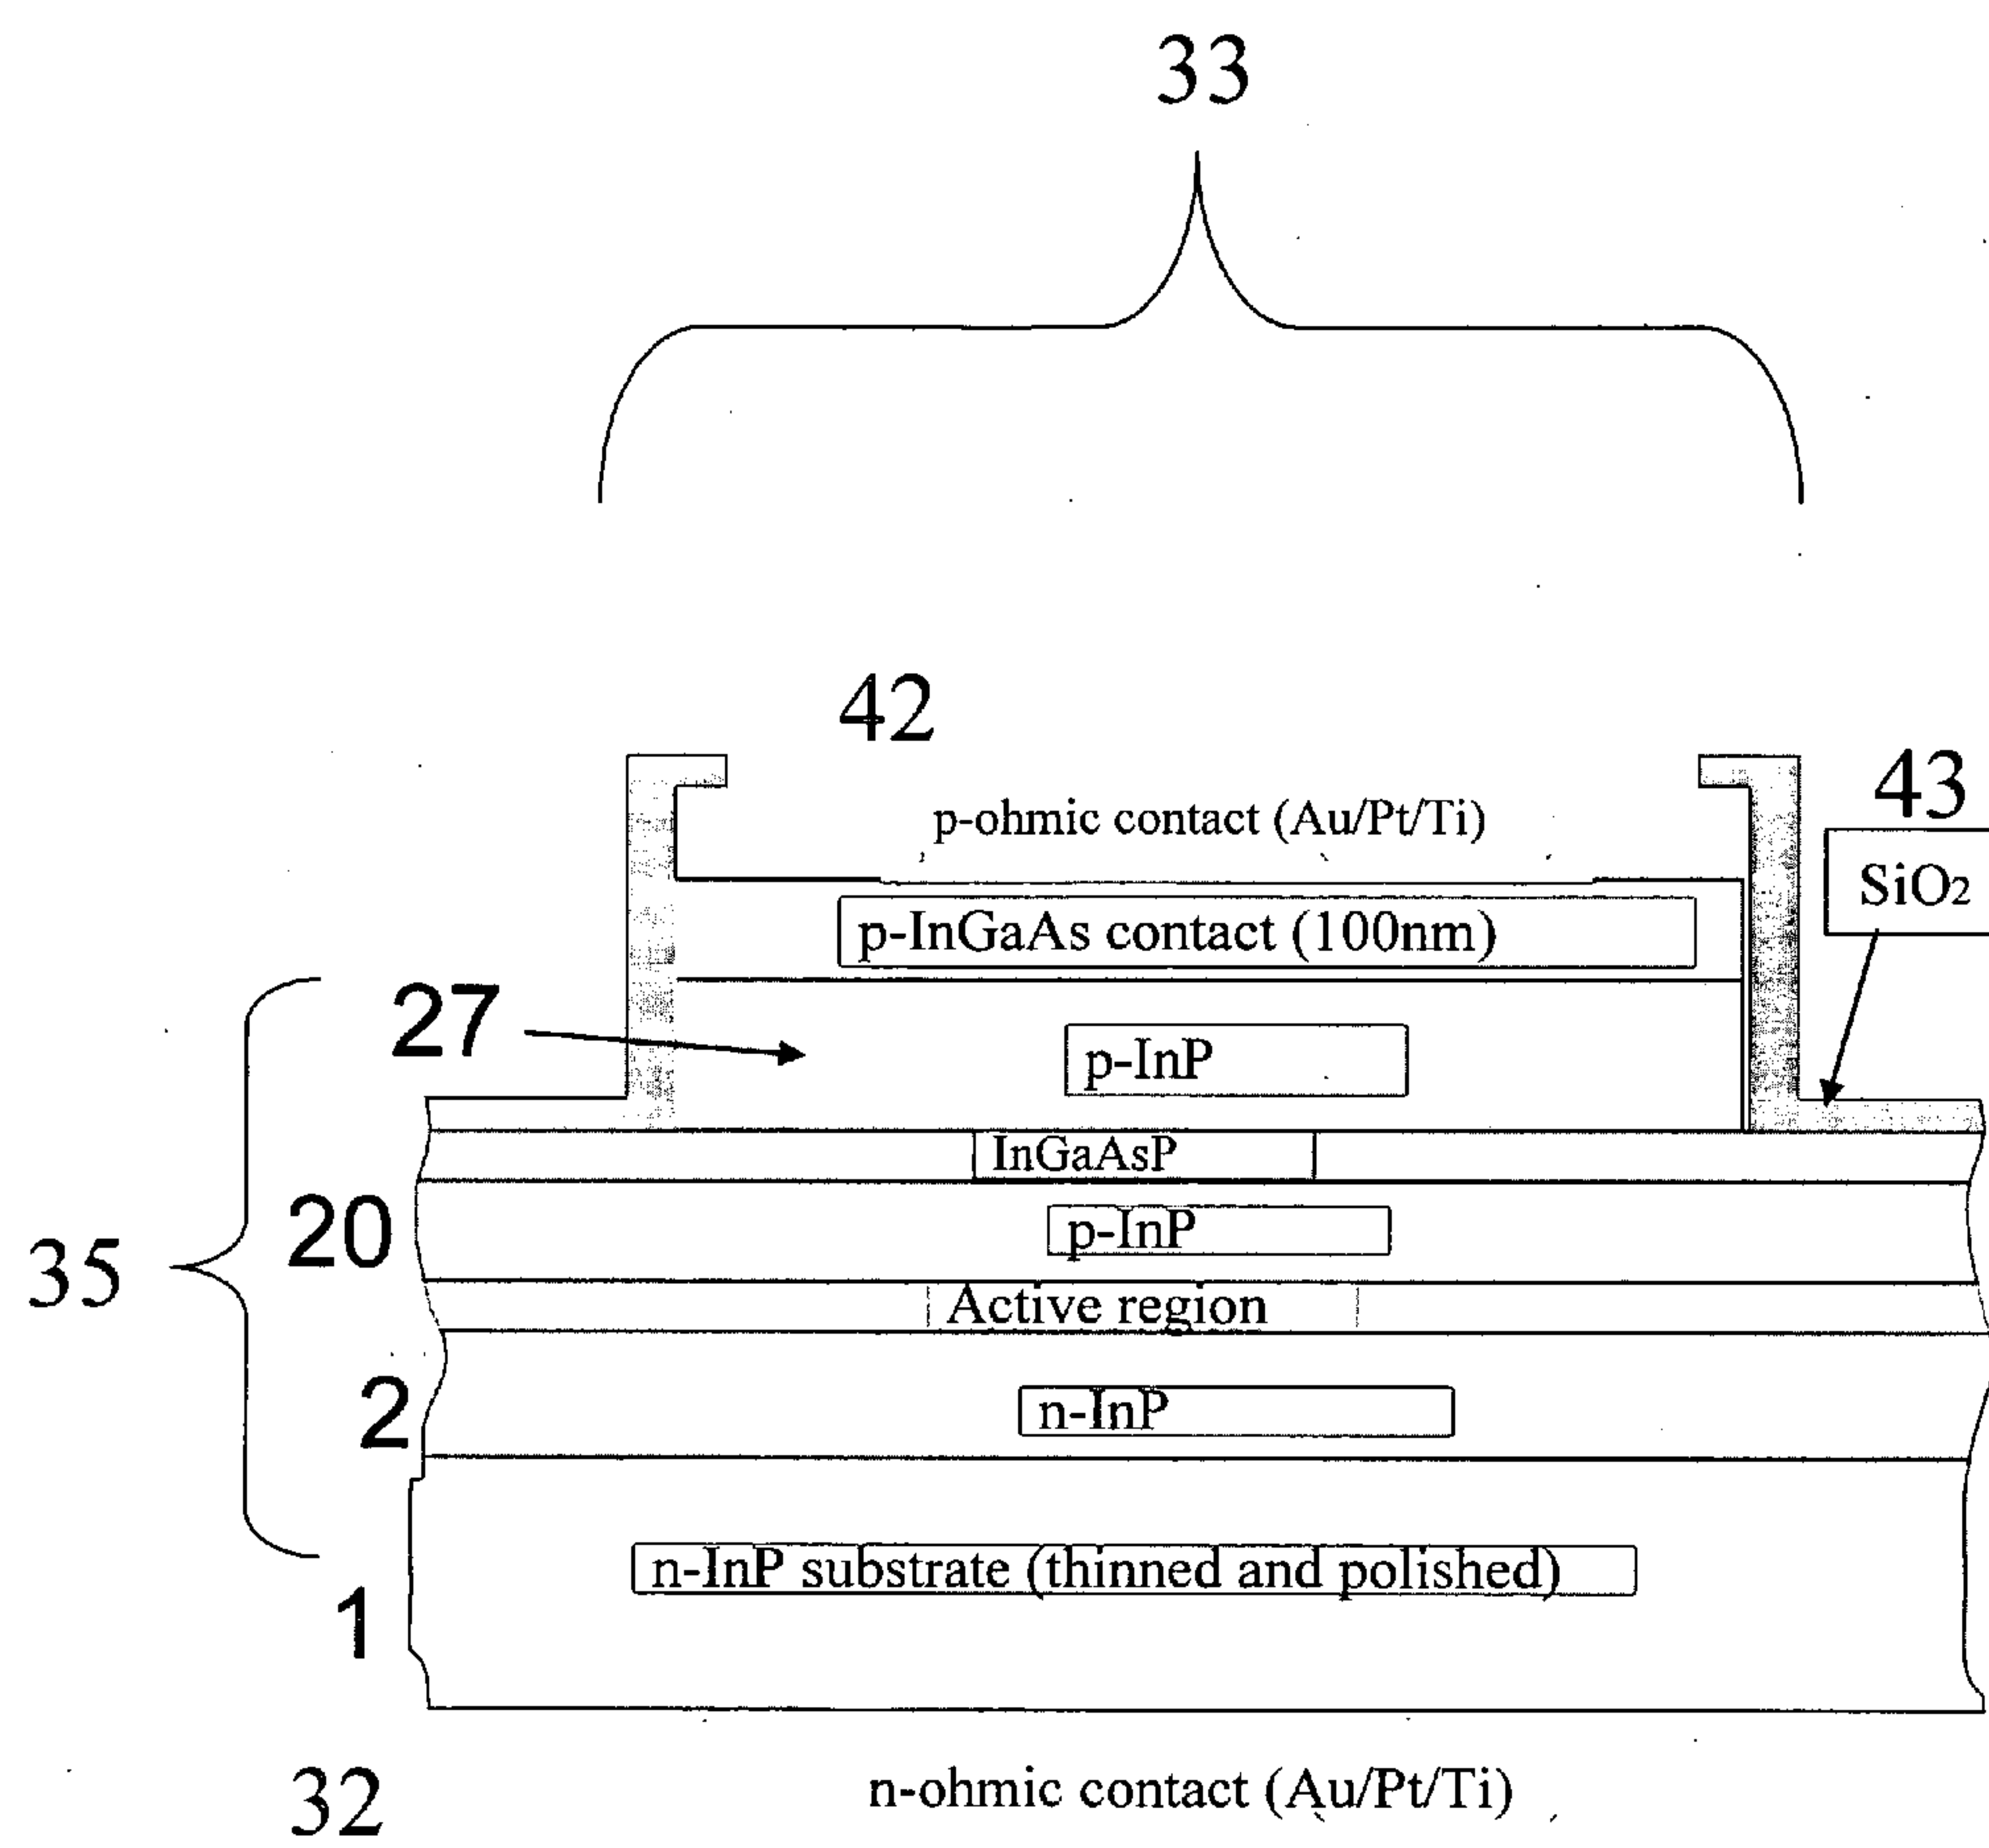 33
42
p-ohmic contact (Au/Pt/Ti)
43
SiO2
p-InGaAs contact (100nm)
27
p-InP
InGaAsP
20
p-InP
35
Active region
2
n-InP
n-InP substrate (thinned and polished)
1
32
n-ohmic contact (Au/Pt/Ti)